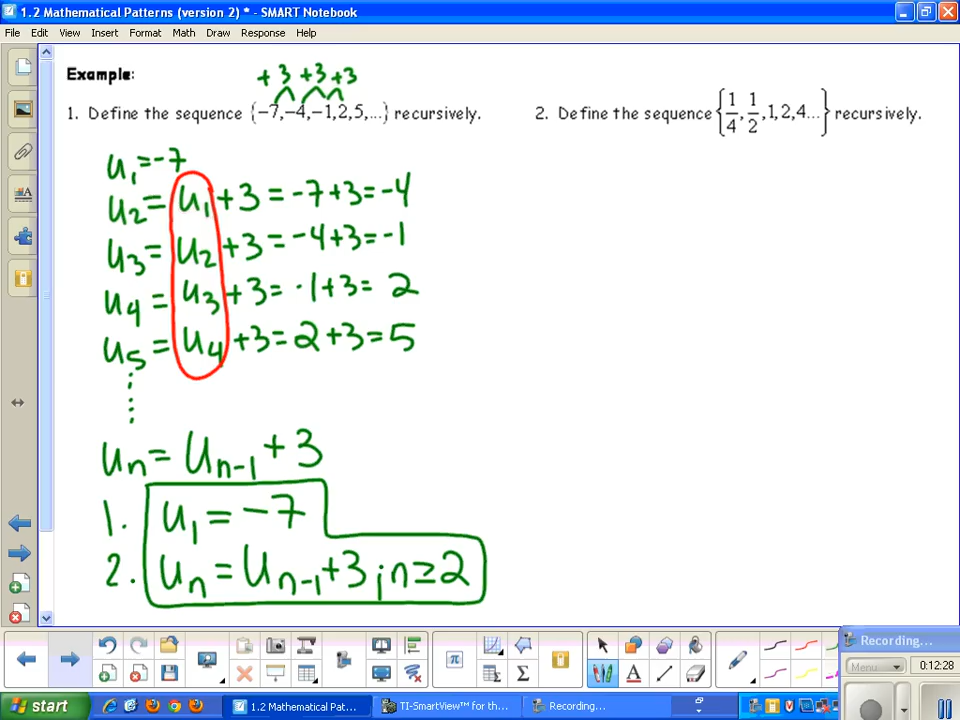 1.2 Mathematical Patterns (version 2) * - SMART Notebook
File Edit View Insert Format Math Draw Response Help
Example:
+3 +3 +3
1. Define the sequence {−7,−4,−1,2,5,...} recursively.
2. Define the sequence {1/4, 1/2, 1,2,4...} recursively.
u₁=-7
u₂= u₁+3=-7+3=-4
u₃= u₂+3=-4+3=-1
u₄= u₃+3=-1+3= 2
u₅= u₄+3=2+3=5
⋮
uₙ= uₙ₋₁+3
1. u₁=-7
2. uₙ=uₙ₋₁+3;n≥2
Recording...
Menu
0:12:28
start
1.2 Mathematical Pat...
TI-SmartView™ for th...
Recording...